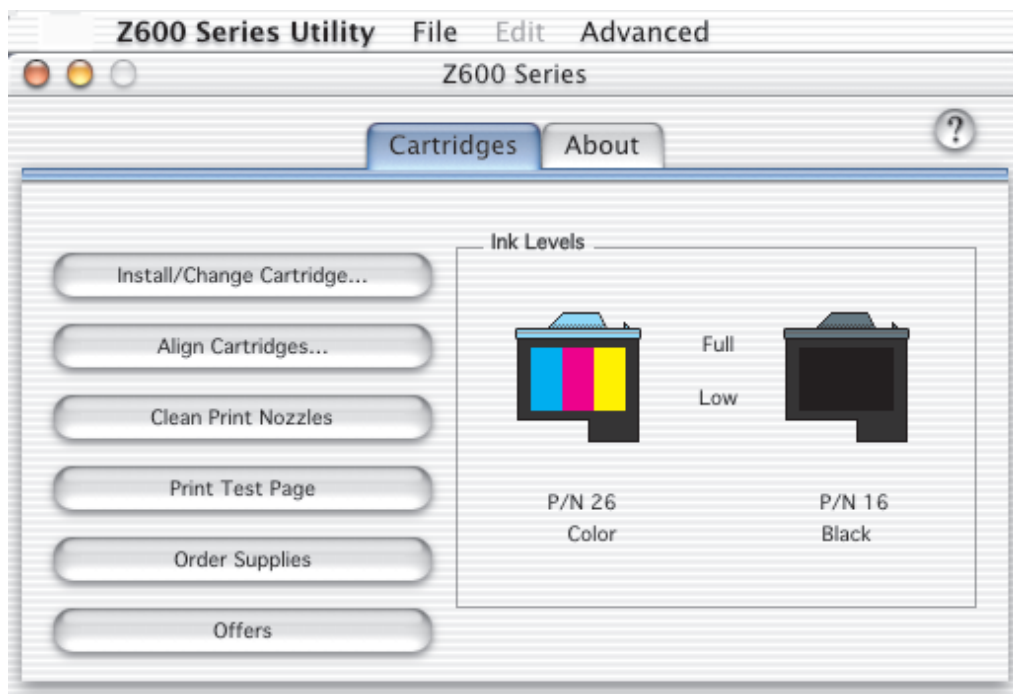 Z600 Series Utility File Edit Advanced
Z600 Series
?
Cartridges About
Ink Levels
Install/Change Cartridge...
Align Cartridges...
Clean Print Nozzles
Print Test Page
Order Supplies
Offers
Full
Low
P/N 26
Color
P/N 16
Black